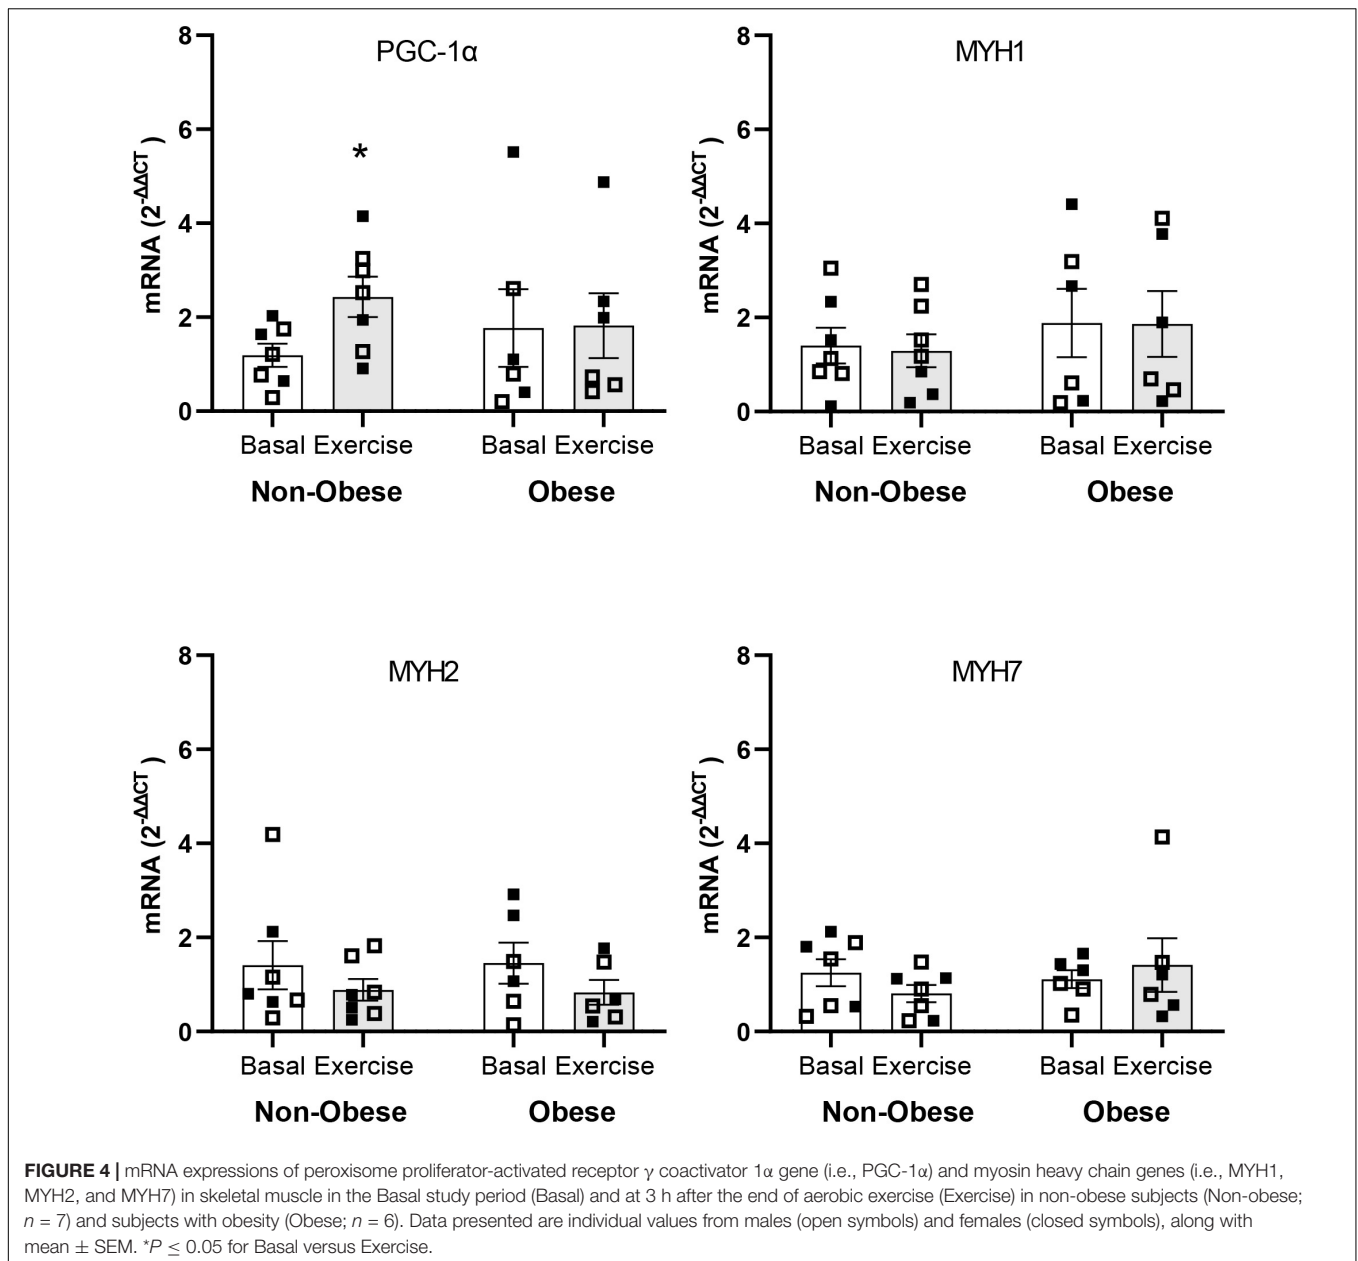 PGC-1α
8
6
4
2
0
mRNA (2^-ΔΔCT)
*
Basal Exercise Basal Exercise
Non-Obese Obese
MYH1
8
6
4
2
0
mRNA (2^-ΔΔCT)
Basal Exercise Basal Exercise
Non-Obese Obese
MYH2
8
6
4
2
0
mRNA (2^-ΔΔCT)
Basal Exercise Basal Exercise
Non-Obese Obese
MYH7
8
6
4
2
0
mRNA (2^-ΔΔCT)
Basal Exercise Basal Exercise
Non-Obese Obese
FIGURE 4 | mRNA expressions of peroxisome proliferator-activated receptor γ coactivator 1α gene (i.e., PGC-1α) and myosin heavy chain genes (i.e., MYH1,
MYH2, and MYH7) in skeletal muscle in the Basal study period (Basal) and at 3 h after the end of aerobic exercise (Exercise) in non-obese subjects (Non-obese;
n = 7) and subjects with obesity (Obese; n = 6). Data presented are individual values from males (open symbols) and females (closed symbols), along with
mean ± SEM. *P ≤ 0.05 for Basal versus Exercise.